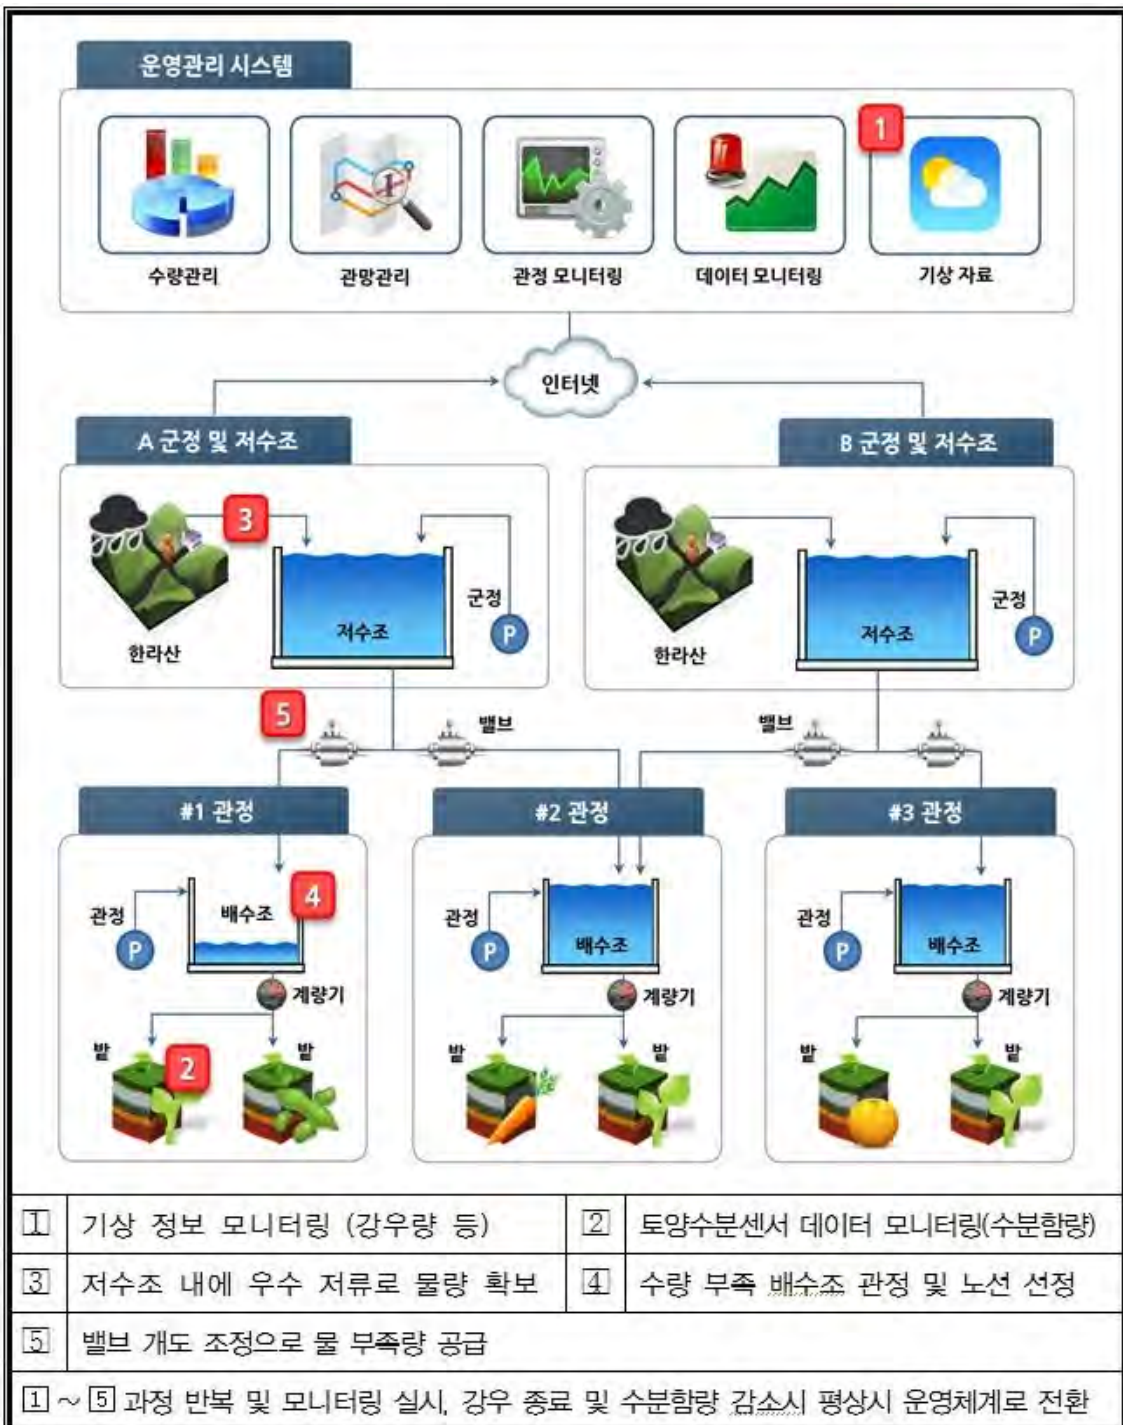 운영관리 시스템
1
수량관리
관망관리
관정 모니터링
데이터 모니터링
기상 자료
인터넷
A 군정 및 저수조
B 군정 및 저수조
3
한라산
저수조
군정
P
한라산
저수조
군정
P
5
밸브
밸브
#1 관정
#2 관정
#3 관정
관정
P
배수조
4
계량기
밭
2
밭
관정
P
배수조
계량기
밭
밭
관정
P
배수조
계량기
밭
밭
1 기상 정보 모니터링 (강우량 등)
2 토양수분센서 데이터 모니터링(수분함량)
3 저수조 내에 우수 저류로 물량 확보
4 수량 부족 배수조 관정 및 노선 선정
5 밸브 개도 조정으로 물 부족량 공급
1 ~ 5 과정 반복 및 모니터링 실시, 강우 종료 및 수분함량 감소시 평상시 운영체계로 전환